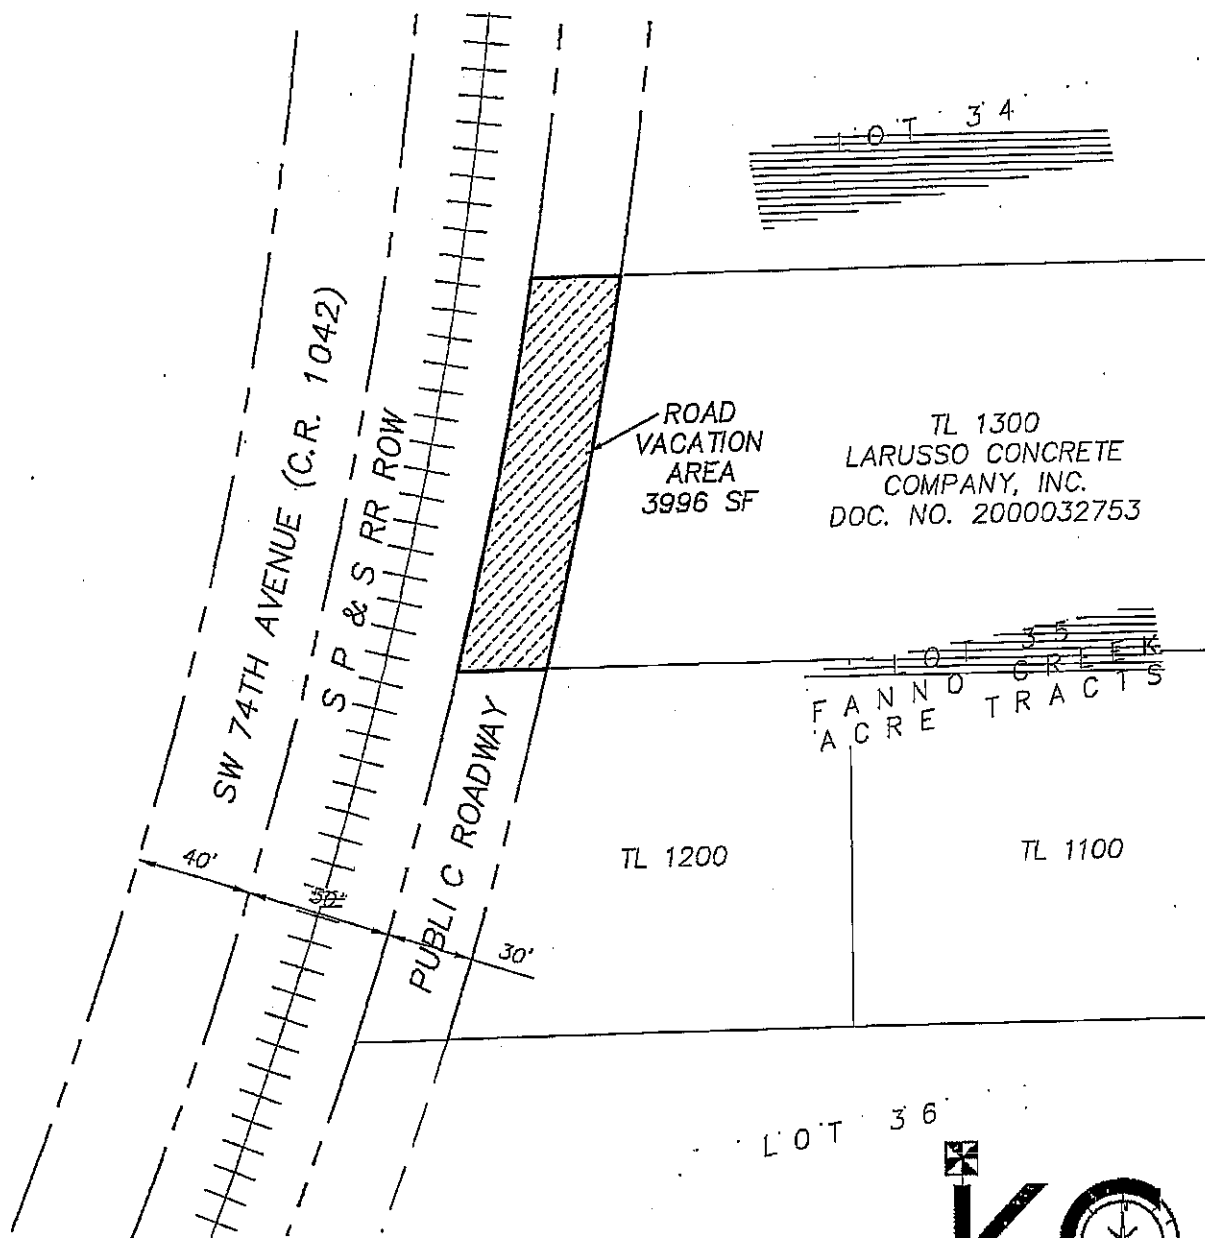 LOT 34
SW 74TH AVENUE (C.R. 1042)
S P & S RR ROW
ROAD
VACATION
AREA
3996 SF
TL 1300
LARUSSO CONCRETE
COMPANY, INC.
DOC. NO. 2000032753
LOT 35
FANNO CREEK
ACRE TRACTS
PUBLI C ROADWAY
TL 1200
TL 1100
40'
30'
LOT 36